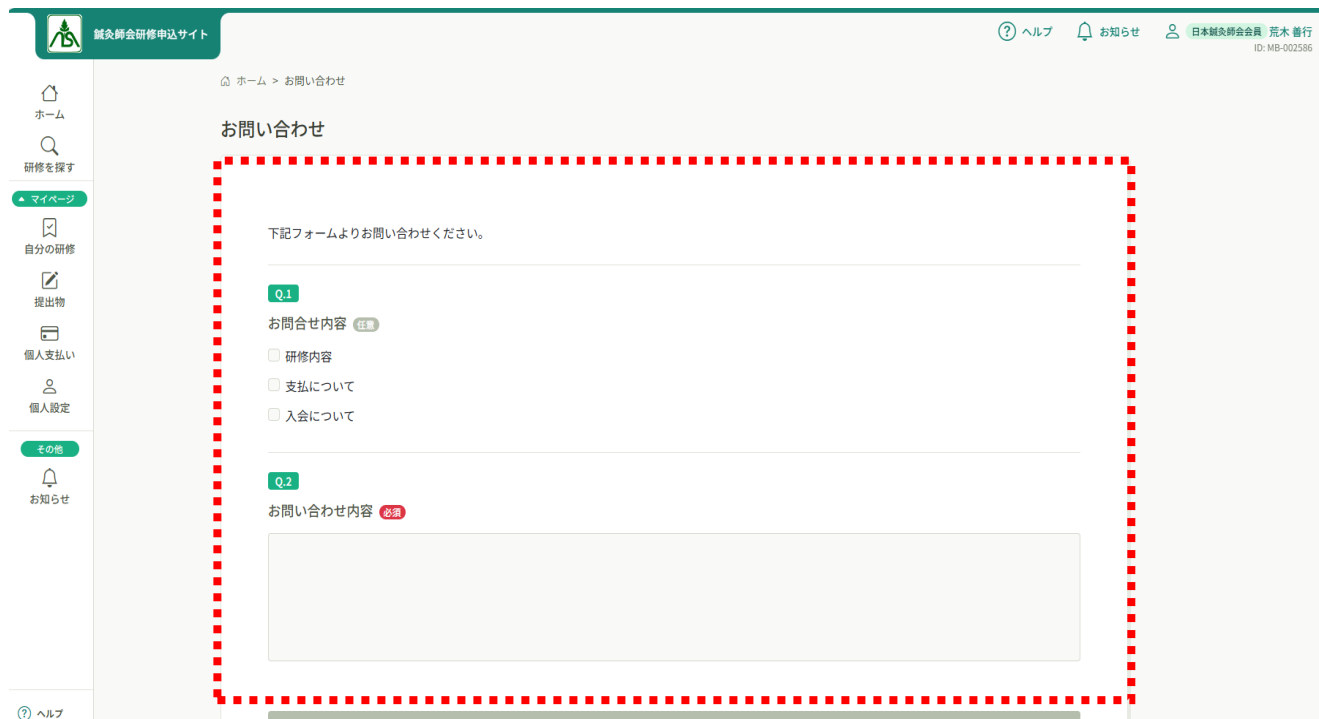 鍼灸師会研修申込サイト
ヘルプ
お知らせ
日本鍼灸師会会員 荒木 善行
ID: MB-002586
ホーム > お問い合わせ
ホーム
研修を探す
マイページ
自分の研修
提出物
個人支払い
個人設定
その他
お知らせ
ヘルプ
お問い合わせ
下記フォームよりお問い合わせください。
Q.1
お問合せ内容 任意
研修内容
支払について
入会について
Q.2
お問い合わせ内容 必須